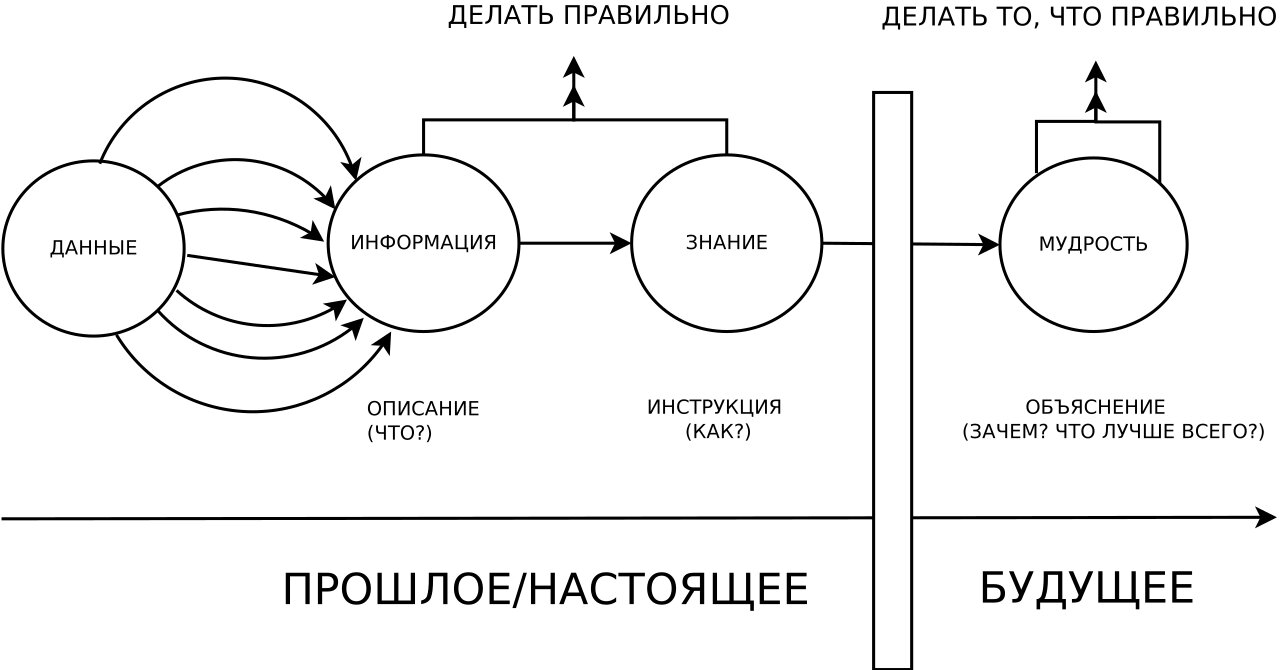 ДЕЛАТЬ ПРАВИЛЬНО
ДЕЛАТЬ ТО, ЧТО ПРАВИЛЬНО
ДАННЫЕ
ИНФОРМАЦИЯ
ЗНАНИЕ
МУДРОСТЬ
ОПИСАНИЕ
(ЧТО?)
ИНСТРУКЦИЯ
(КАК?)
ОБЪЯСНЕНИЕ
(ЗАЧЕМ? ЧТО ЛУЧШЕ ВСЕГО?)
ПРОШЛОЕ/НАСТОЯЩЕЕ
БУДУЩЕЕ